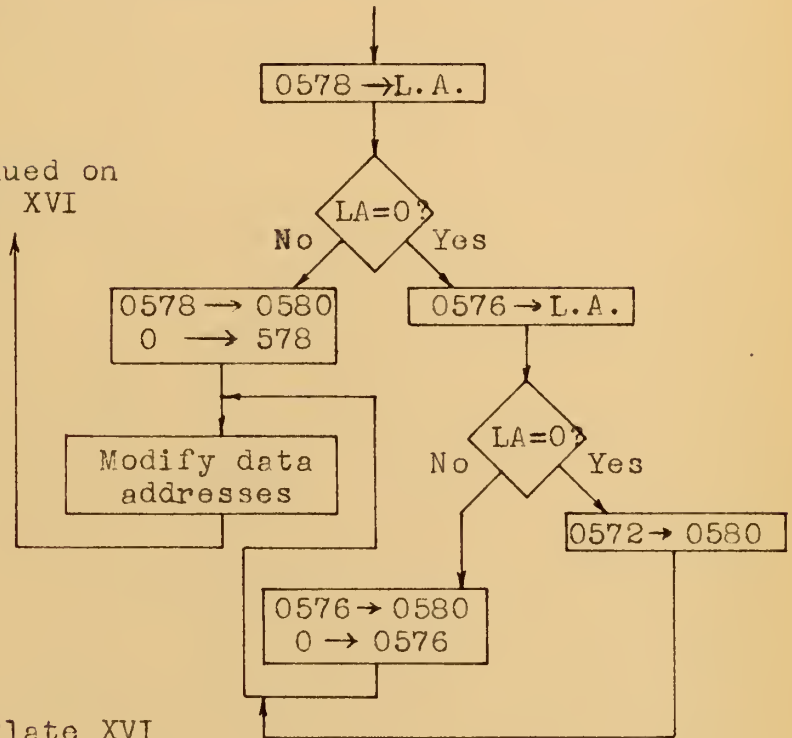 0578 →L.A.
ued on
XVI
LA=0?
No Yes
0578 → 0580
0 → 578
0576 → L.A.
LA=0?
No Yes
Modify data
addresses
0572 → 0580
0576 → 0580
0 → 0576
late XVI